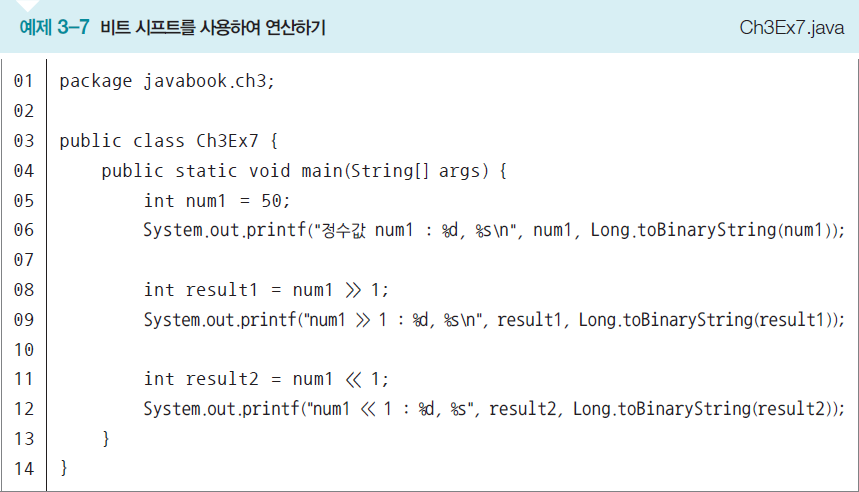 예제 3-7 비트 시프트를 사용하여 연산하기 Ch3Ex7.java
01 package javabook.ch3;
02
03 public class Ch3Ex7 {
04     public static void main(String[] args) {
05         int num1 = 50;
06         System.out.printf("정수값 num1 : %d, %s\n", num1, Long.toBinaryString(num1));
07
08         int result1 = num1 >> 1;
09         System.out.printf("num1 >> 1 : %d, %s\n", result1, Long.toBinaryString(result1));
10
11         int result2 = num1 << 1;
12         System.out.printf("num1 << 1 : %d, %s", result2, Long.toBinaryString(result2));
13     }
14 }